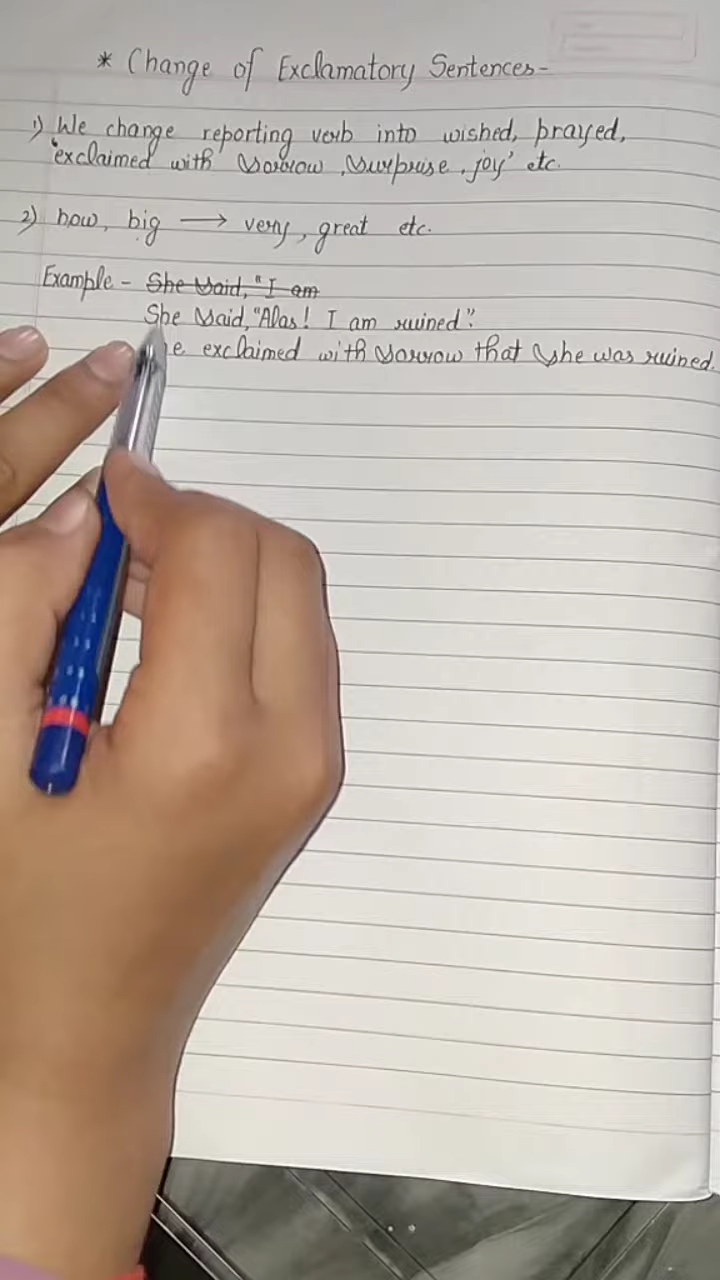 * Change of Exclamatory Sentences-
1) We change reporting verb into wished, prayed,
'exclaimed with sorrow, surprise, joy' etc.
2) how, big → very, great etc.
Example - She said, "I am
She said, "Alas! I am ruined".
he exclaimed with sorrow that she was ruined.